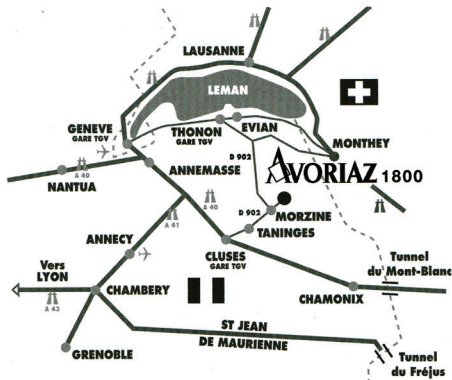 LAUSANNE
LEMAN
GENEVE
GARE TGV
THONON
GARE TGV
EVIAN
MONTHEY
D 902
ANNEMASSE
AVORIAZ 1800
A 40
NANTUA
A 40
D 902
MORZINE
A 41
TANINGES
ANNECY
CLUSES
GARE TGV
Tunnel
du Mont-Blanc
Vers
LYON
CHAMBERY
CHAMONIX
A 43
ST JEAN
DE MAURIENNE
GRENOBLE
Tunnel
du Fréjus